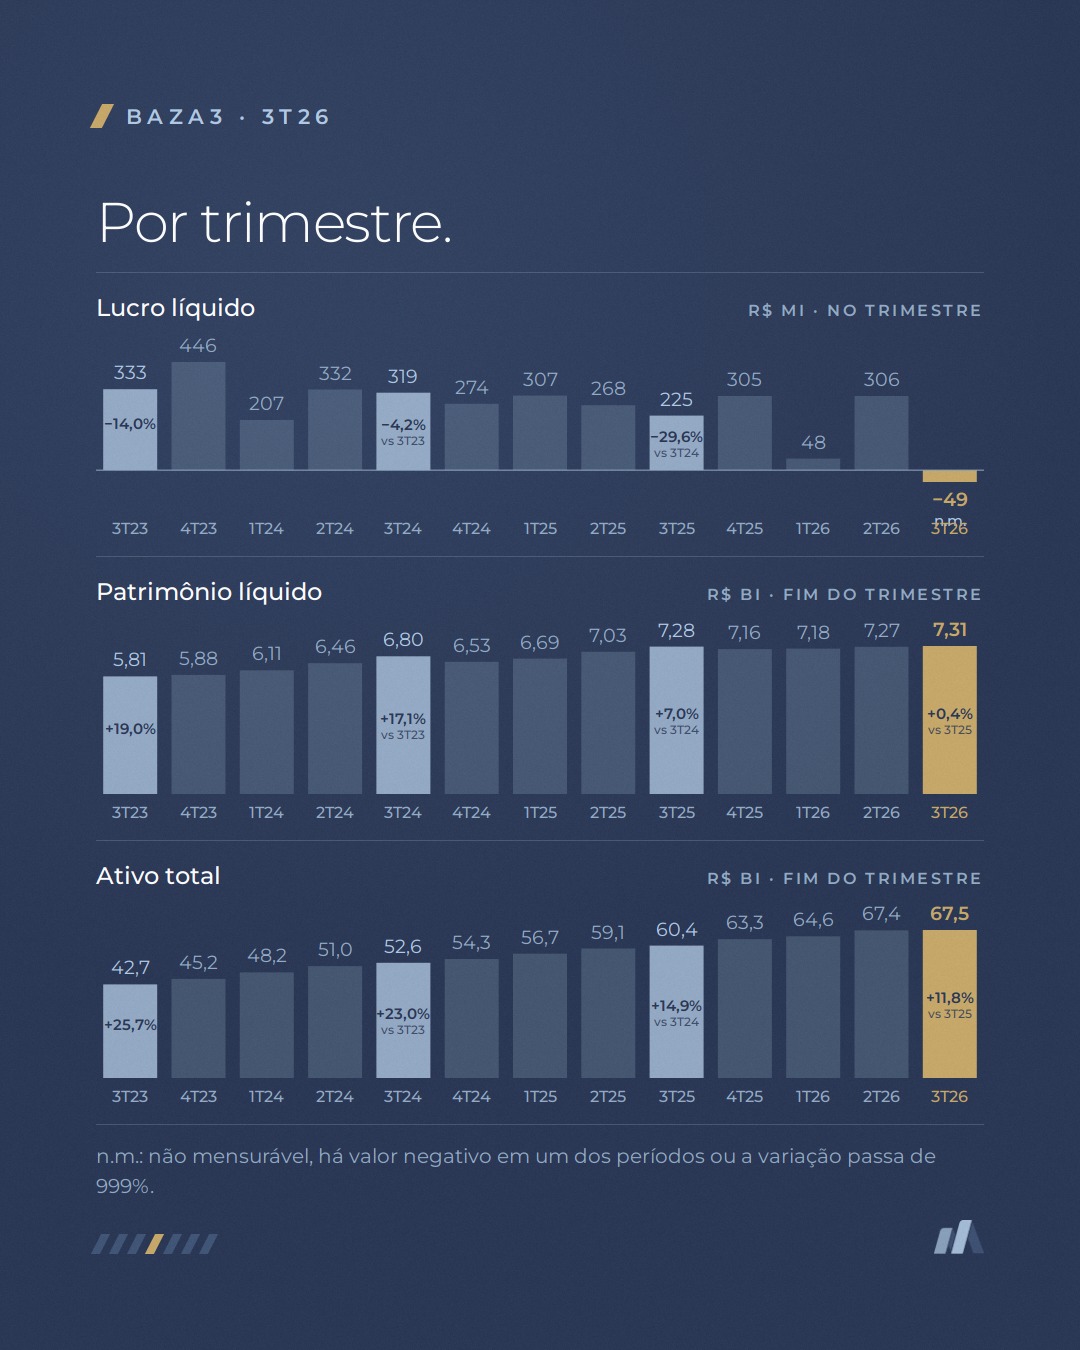 BAZA3 · 3T26
Por trimestre.
Lucro líquido
R$ MI · NO TRIMESTRE
333 446 207 332 319 274 307 268 225 305 48 306
−14,0% −4,2% −29,6%
vs 3T23 vs 3T24
−49
n.m.
3T23 4T23 1T24 2T24 3T24 4T24 1T25 2T25 3T25 4T25 1T26 2T26 3T26
Patrimônio líquido
R$ BI · FIM DO TRIMESTRE
5,81 5,88 6,11 6,46 6,80 6,53 6,69 7,03 7,28 7,16 7,18 7,27 7,31
+19,0% +17,1% +7,0% +0,4%
vs 3T23 vs 3T24 vs 3T25
3T23 4T23 1T24 2T24 3T24 4T24 1T25 2T25 3T25 4T25 1T26 2T26 3T26
Ativo total
R$ BI · FIM DO TRIMESTRE
42,7 45,2 48,2 51,0 52,6 54,3 56,7 59,1 60,4 63,3 64,6 67,4 67,5
+25,7% +23,0% +14,9% +11,8%
vs 3T23 vs 3T24 vs 3T25
3T23 4T23 1T24 2T24 3T24 4T24 1T25 2T25 3T25 4T25 1T26 2T26 3T26
n.m.: não mensurável, há valor negativo em um dos períodos ou a variação passa de
999%.